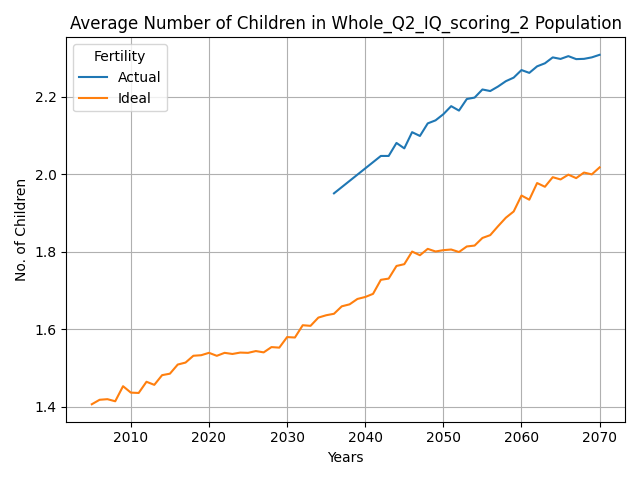 Average Number of Children in Whole_Q2_IQ_scoring_2 Population
Fertility
Actual
Ideal
No. of Children
2.2
2.0
1.8
1.6
1.4
2010 2020 2030 2040 2050 2060 2070
Years